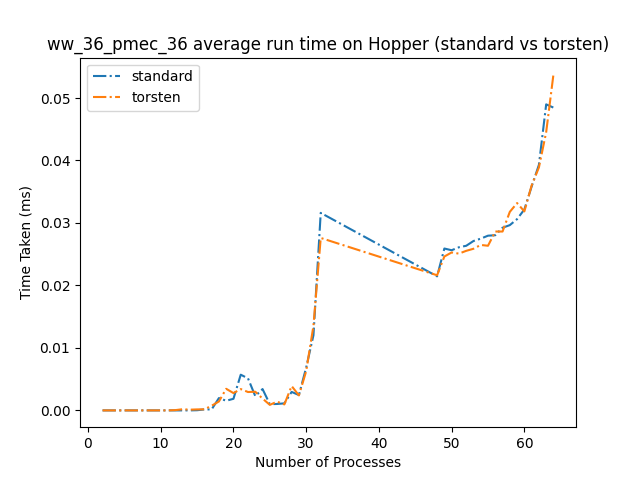 ww_36_pmec_36 average run time on Hopper (standard vs torsten)
standard
torsten
0.05
0.04
0.03
0.02
0.01
0.00
Time Taken (ms)
0 10 20 30 40 50 60
Number of Processes